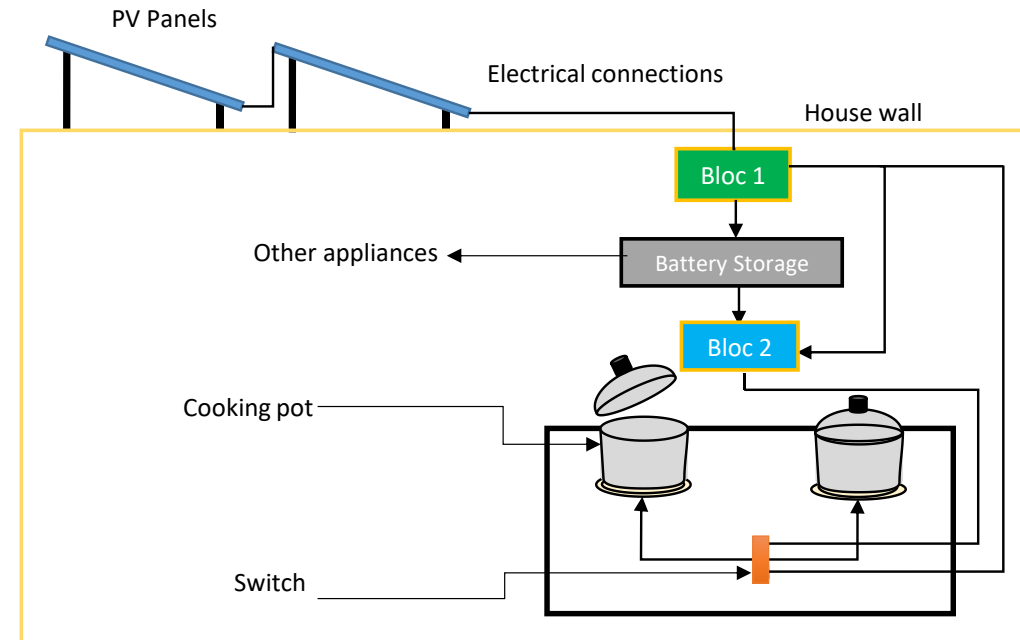 PV Panels
Electrical connections
House wall
Bloc 1
Other appliances
Battery Storage
Bloc 2
Cooking pot
Switch